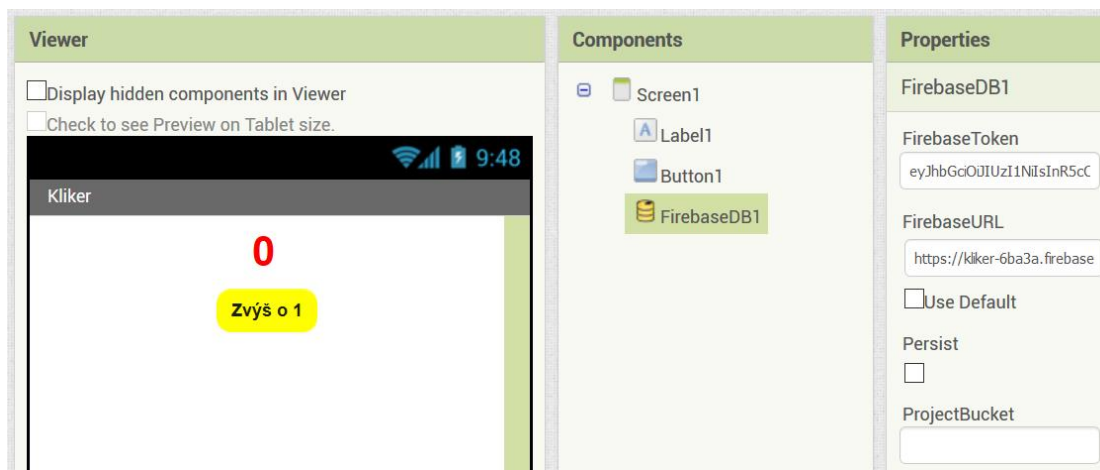 Viewer
Display hidden components in Viewer
Check to see Preview on Tablet size.
9:48
Kliker
0
Zvýš o 1
Components
Screen1
Label1
Button1
FirebaseDB1
Properties
FirebaseDB1
FirebaseToken
eyJhbGciOiJIUzI1NiIsInR5cC
FirebaseURL
https://kliker-6ba3a.firebase
Use Default
Persist
ProjectBucket